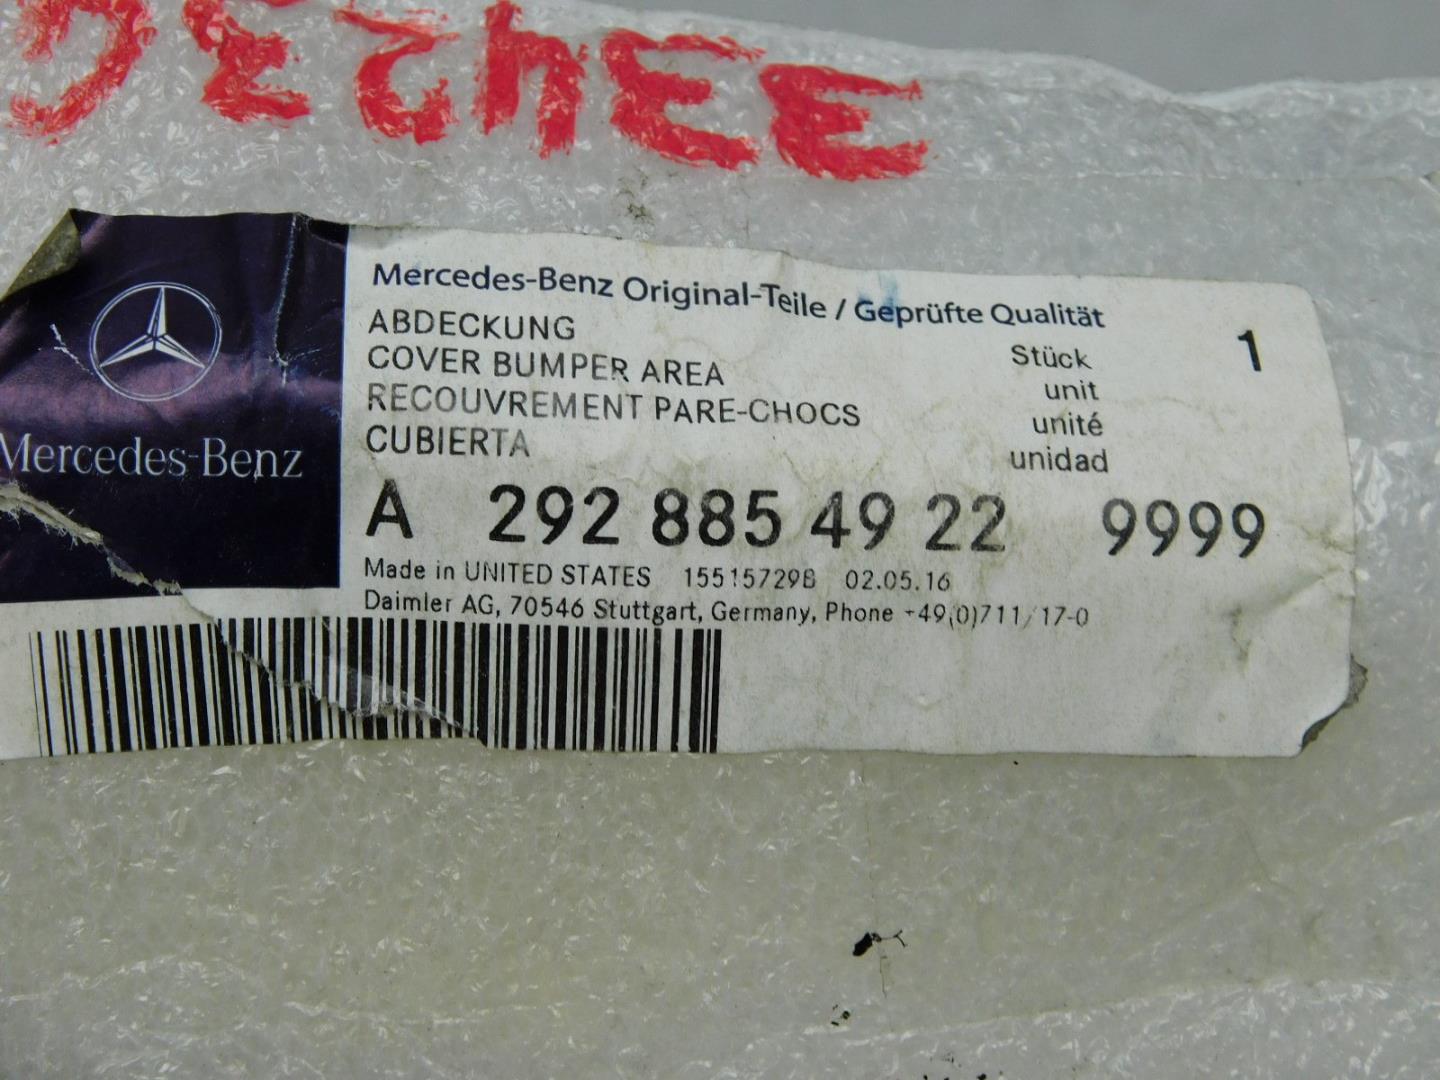 Mercedes-Benz
Mercedes-Benz Original-Teile / Geprüfte Qualität
ABDECKUNG
COVER BUMPER AREA
RECOUVREMENT PARE-CHOCS
CUBIERTA
Stück 1
unit
unité
unidad
A 292 885 49 22 9999
Made in UNITED STATES 155157298 02.05.16
Daimler AG, 70546 Stuttgart, Germany, Phone +49(0)711/17-0